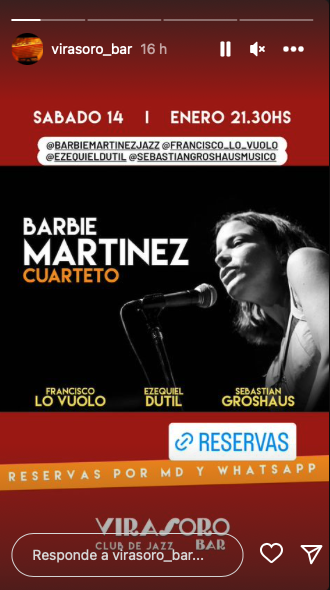 virasoro_bar 16 h
SABADO 14 | ENERO 21.30HS
@BARBIEMARTINEZJAZZ @FRANCISCO_LO_VUOLO
@EZEQUIELDUTIL @SEBASTIANGROSHAUSMUSICO
BARBIE
MARTINEZ
CUARTETO
FRANCISCO
LO VUOLO
EZEQUIEL
DUTIL
SEBASTIAN
GROSHAUS
RESERVAS
RESERVAS POR MD Y WHATSAPP
VIRASORO
CLUB DE JAZZ BAR
Responde a virasoro_bar...